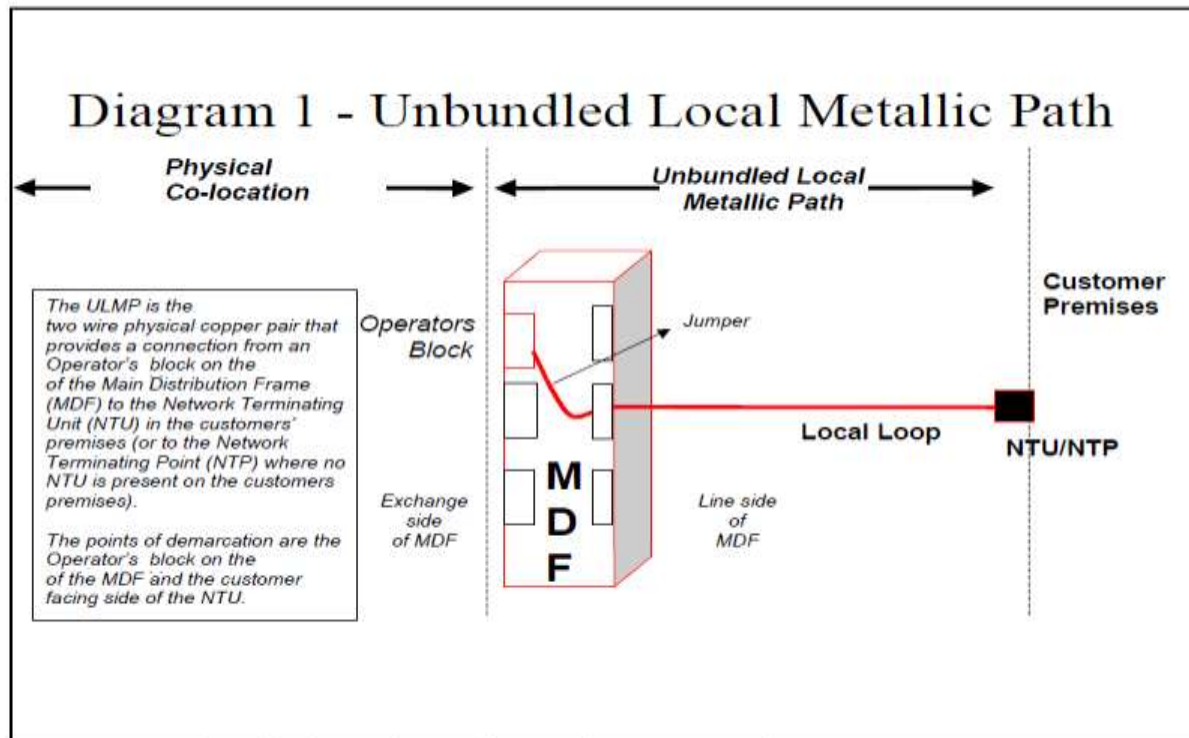 Diagram 1 - Unbundled Local Metallic Path
Physical
Co-location
Unbundled Local
Metallic Path
The ULMP is the
two wire physical copper pair that
provides a connection from an
Operator's block on the
of the Main Distribution Frame
(MDF) to the Network Terminating
Unit (NTU) in the customers'
premises (or to the Network
Terminating Point (NTP) where no
NTU is present on the customers
premises).
The points of demarcation are the
Operator's block on the
of the MDF and the customer
facing side of the NTU.
Operators
Block
Exchange
side
of MDF
M
D
F
Jumper
Line side
of
MDF
Local Loop
Customer
Premises
NTU/NTP